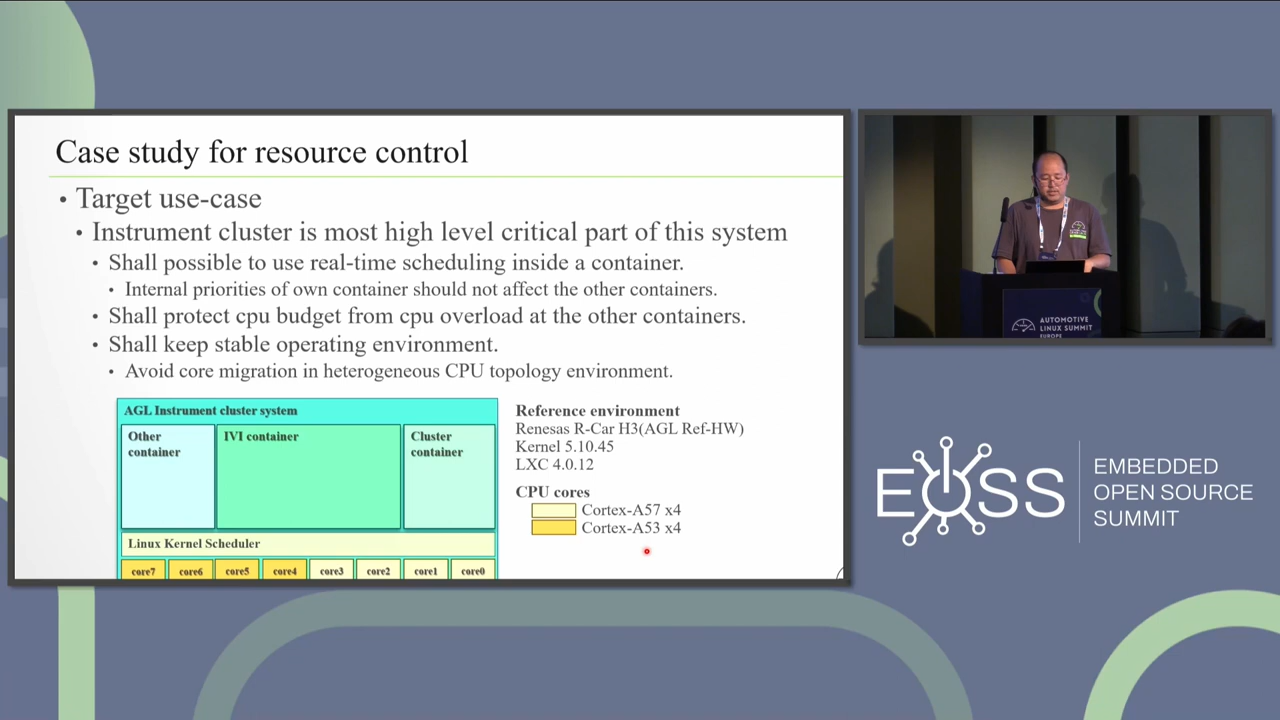 Case study for resource control
• Target use-case
• Instrument cluster is most high level critical part of this system
• Shall possible to use real-time scheduling inside a container.
• Internal priorities of own container should not affect the other containers.
• Shall protect cpu budget from cpu overload at the other containers.
• Shall keep stable operating environment.
• Avoid core migration in heterogeneous CPU topology environment.
AGL Instrument cluster system
Other
container
IVI container
Cluster
container
Linux Kernel Scheduler
core7 core6 core5 core4 core3 core2 core1 core0
Reference environment
Renesas R-Car H3(AGL Ref-HW)
Kernel 5.10.45
LXC 4.0.12
CPU cores
Cortex-A57 x4
Cortex-A53 x4
AUTOMOTIVE
LINUX SUMMIT
EUROPE
EOSS
EMBEDDED
OPEN SOURCE
SUMMIT